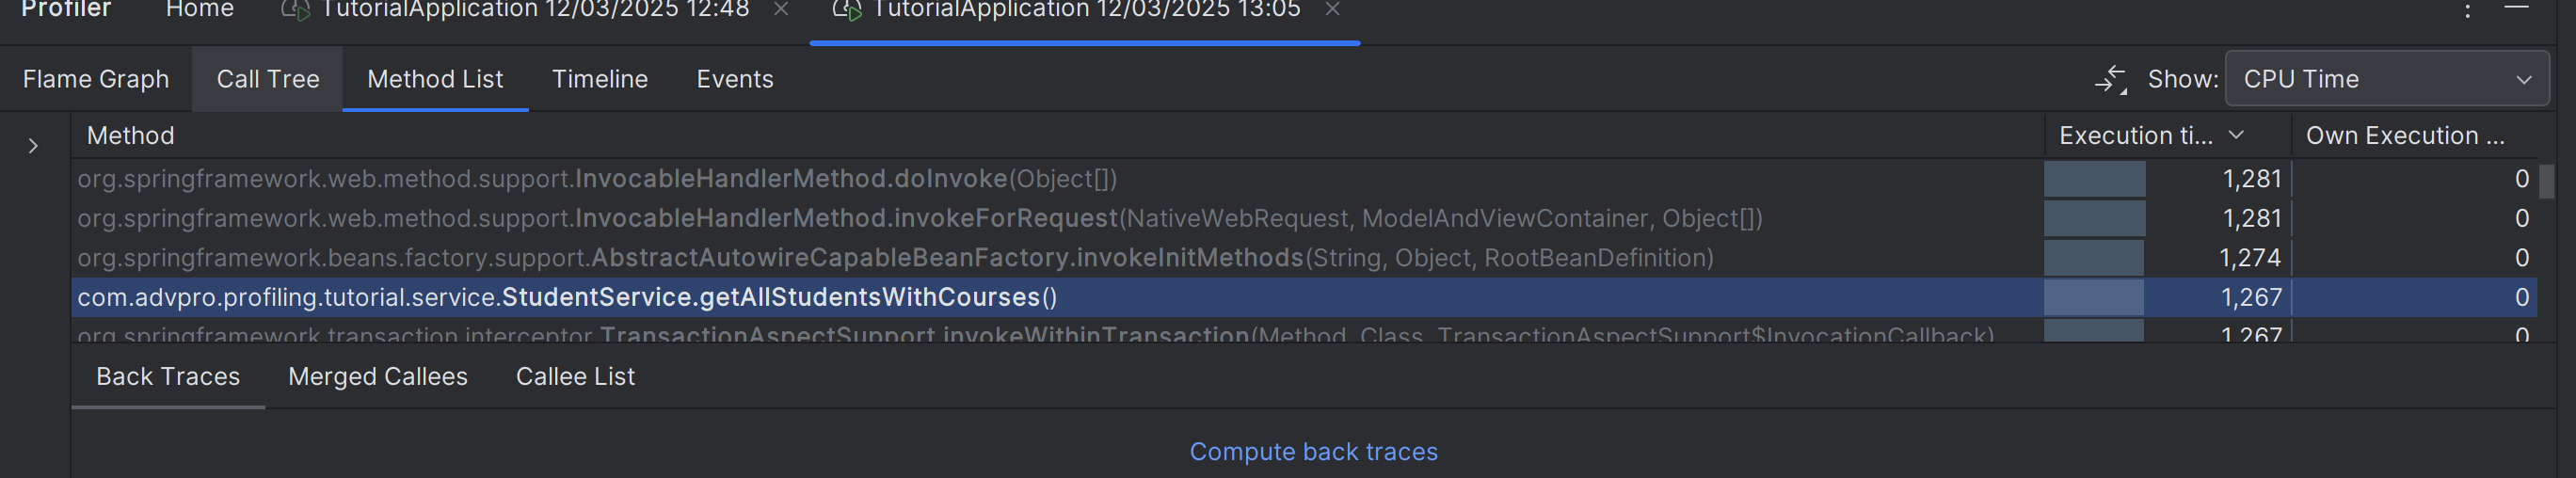 Profiler Home TutorialApplication 12/03/2025 12:48 TutorialApplication 12/03/2025 13:05
Flame Graph Call Tree Method List Timeline Events Show: CPU Time
Method Execution ti... Own Execution ...
org.springframework.web.method.support.InvocableHandlerMethod.doInvoke(Object[]) 1,281 0
org.springframework.web.method.support.InvocableHandlerMethod.invokeForRequest(NativeWebRequest, ModelAndViewContainer, Object[]) 1,281 0
org.springframework.beans.factory.support.AbstractAutowireCapableBeanFactory.invokeInitMethods(String, Object, RootBeanDefinition) 1,274 0
com.advpro.profiling.tutorial.service.StudentService.getAllStudentsWithCourses() 1,267 0
org.springframework.transaction.interceptor.TransactionAspectSupport.invokeWithinTransaction(Method, Class, TransactionAspectSupport$InvocationCallback) 1,267 0
Back Traces Merged Callees Callee List
Compute back traces